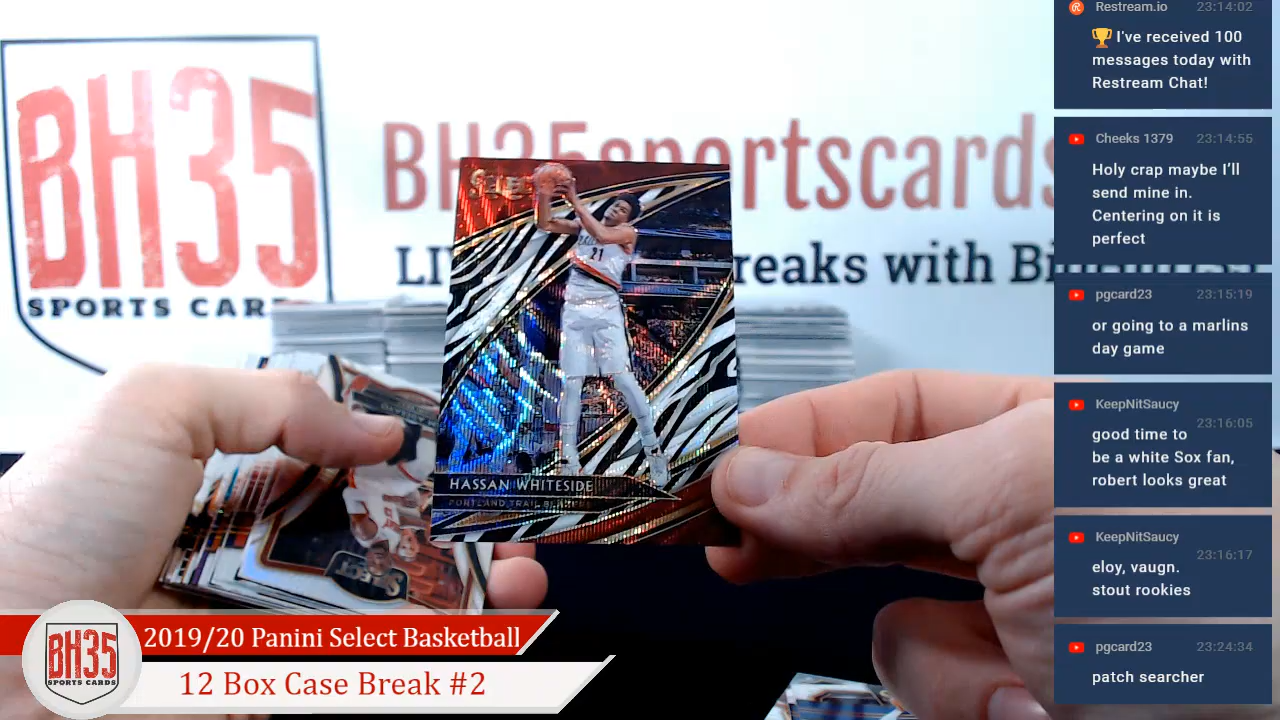 BH35
SPORTS CAR
BH35sportscards
LI
reaks with Bi
SELE
21
HASSAN WHITESIDE
PORTLAND TRAIL BLAZERS
2019/20 Panini Select Basketball
12 Box Case Break #2
BH35
SPORTS CARDS
Restream.io 23:14:02
🏆 I've received 100
messages today with
Restream Chat!
Cheeks 1379 23:14:55
Holy crap maybe I'll
send mine in.
Centering on it is
perfect
pgcard23 23:15:19
or going to a marlins
day game
KeepNitSaucy
23:16:05
good time to
be a white Sox fan,
robert looks great
KeepNitSaucy
23:16:17
eloy, vaugn.
stout rookies
pgcard23 23:24:34
patch searcher